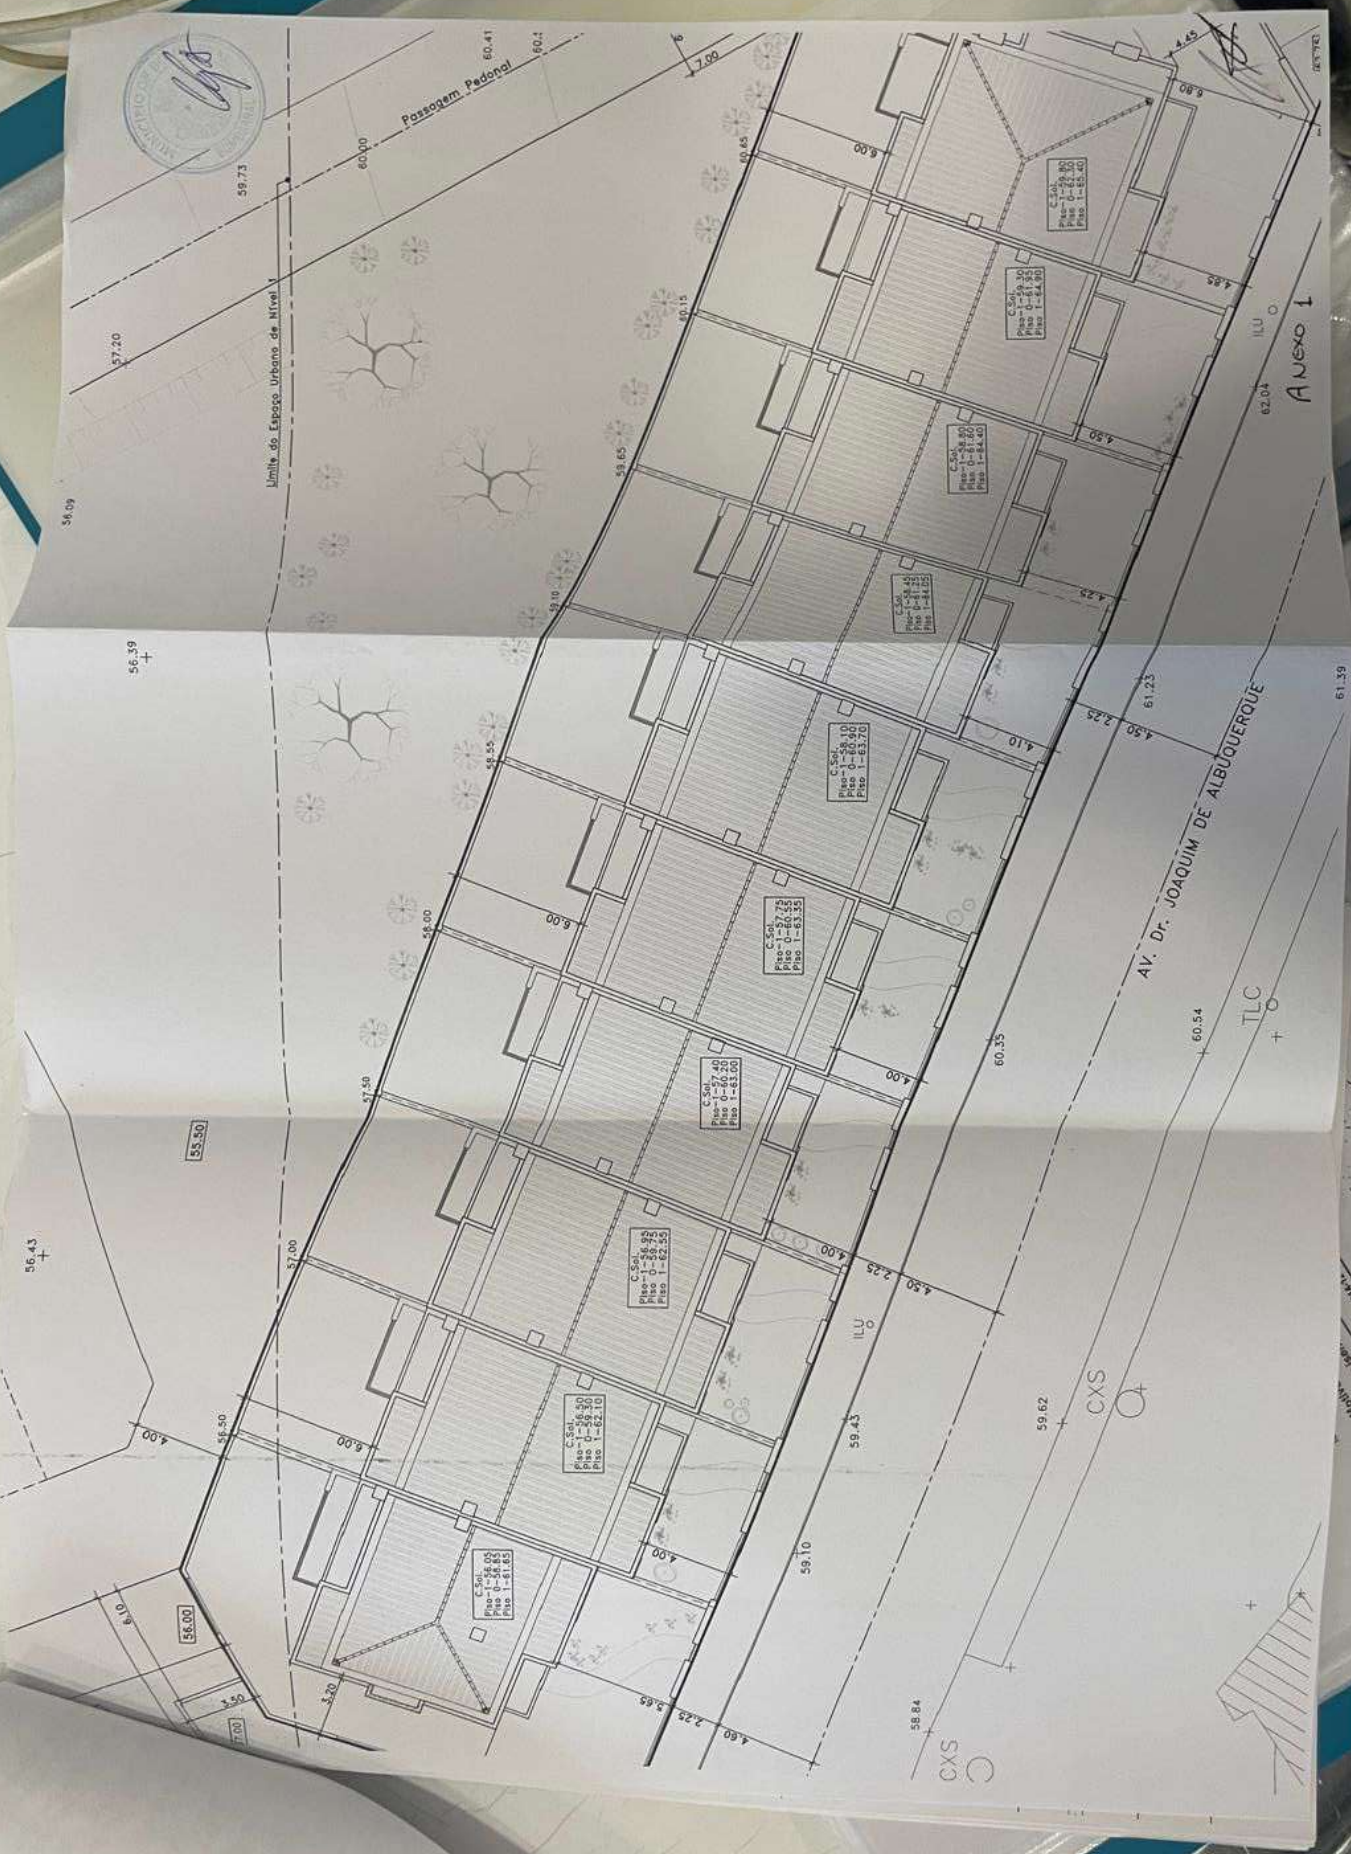 60.41
7.00
4.45
59.73
60.00
Passagem Pedonal
57.20
Limite do Espaço Urbano de Nível 1
56.09
60.65
6.00
6.80
60.15
59.65
59.10
58.55
58.00
57.50
57.00
56.50
56.39
56.43
55.50
C.Sol.
Piso-1-59.80
Piso 0-62.30
Piso 1-65.40
4.85
C.Sol.
Piso-1-59.30
Piso 0-61.95
Piso 1-64.90
4.50
C.Sol.
Piso-1-58.80
Piso 0-61.60
Piso 1-64.40
4.25
C.Sol.
Piso-1-58.45
Piso 0-61.25
Piso 1-64.05
4.10
C.Sol.
Piso-1-58.10
Piso 0-60.90
Piso 1-63.70
6.00
C.Sol.
Piso-1-57.75
Piso 0-60.55
Piso 1-63.35
4.00
C.Sol.
Piso-1-57.40
Piso 0-60.20
Piso 1-63.00
4.00
C.Sol.
Piso-1-56.95
Piso 0-59.75
Piso 1-62.55
C.Sol.
Piso-1-56.50
Piso 0-59.30
Piso 1-62.10
4.00
C.Sol.
Piso-1-56.05
Piso 0-58.85
Piso 1-61.65
4.00
6.00
6.10
56.00
3.50
7.00
3.20
3.65
2.25
4.60
2.25
4.50
2.25
4.50
ILU
62.04
Anexo 1
61.23
61.39
AV. Dr. JOAQUIM DE ALBUQUERQUE
60.35
60.54
TLC
ILU
59.43
59.62
CXS
59.10
58.84
CXS